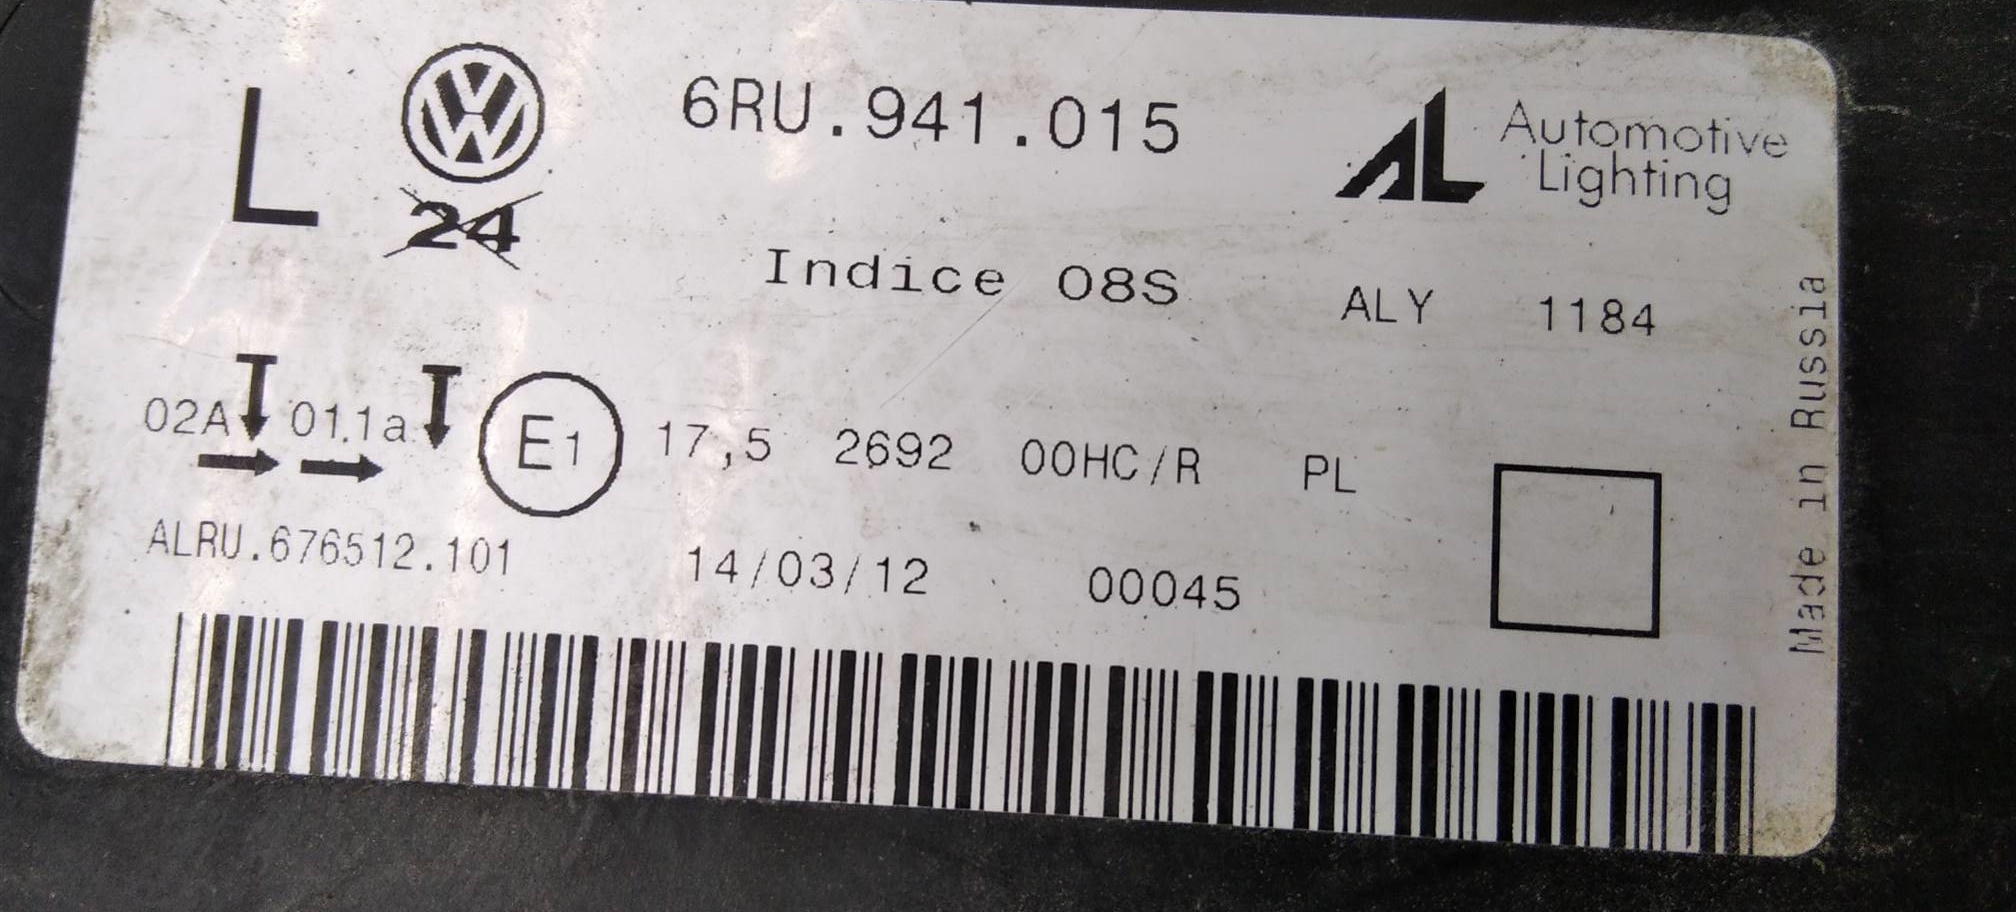 L 6RU.941.015 Automotive
Lighting
24
Indice 08S ALY 1184
02A 01.1a E1 17,5 2692 00HC/R PL
ALRU.676512.101 14/03/12 00045
Made in Russia